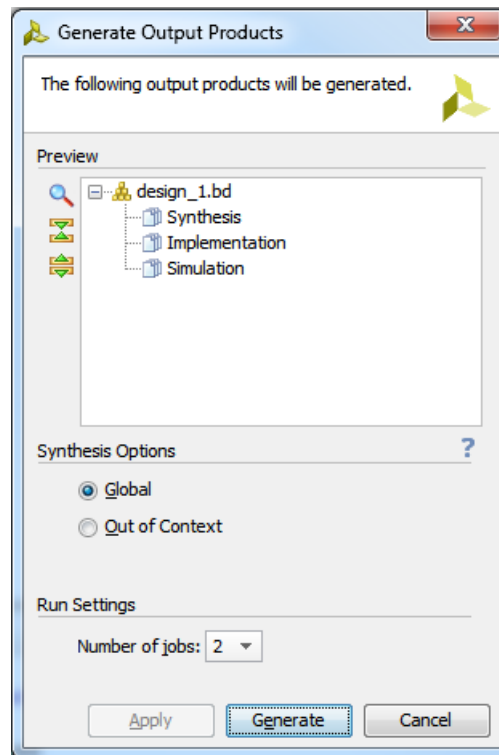 Generate Output Products
The following output products will be generated.
Preview
design_1.bd
Synthesis
Implementation
Simulation
Synthesis Options
?
Global
Out of Context
Run Settings
Number of jobs: 2
Apply
Generate
Cancel